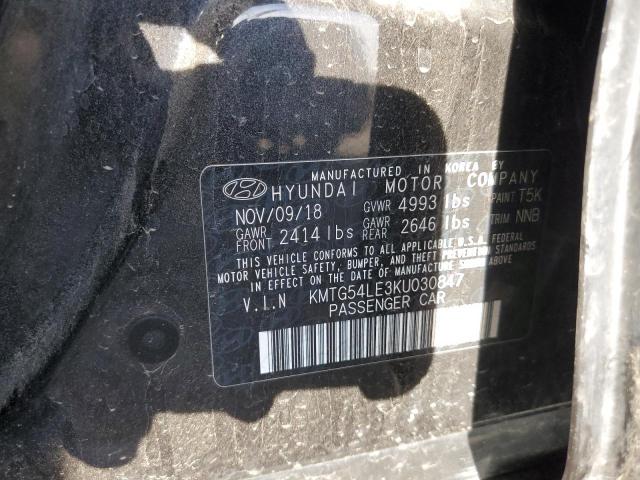 MANUFACTURED IN KOREA BY
HYUNDAI MOTOR COMPANY
NOV/09/18 GVWR 4993 lbs PAINT T5K
GAWR FRONT 2414 lbs GAWR REAR 2646 lbs TRIM NNB
THIS VEHICLE CONFORMS TO ALL APPLICABLE U.S.A. FEDERAL
MOTOR VEHICLE SAFETY, BUMPER, AND THEFT PREVENTION STANDARDS
IN EFFECT ON THE DATE OF MANUFACTURE SHOWN ABOVE.
V.I.N KMTG54LE3KU030847
PASSENGER CAR